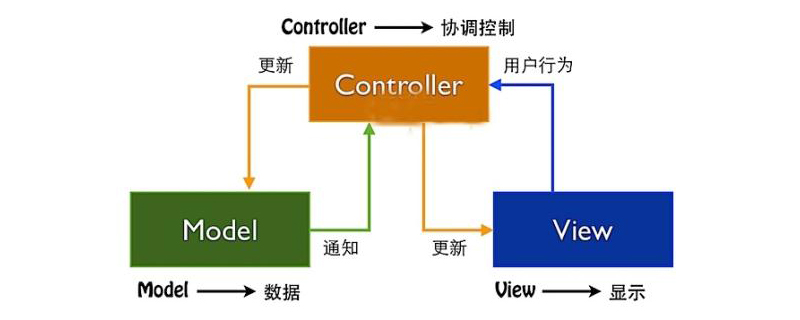 Controller → 协调控制
更新
Controller
用户行为
Model
通知
更新
View
Model → 数据
View → 显示